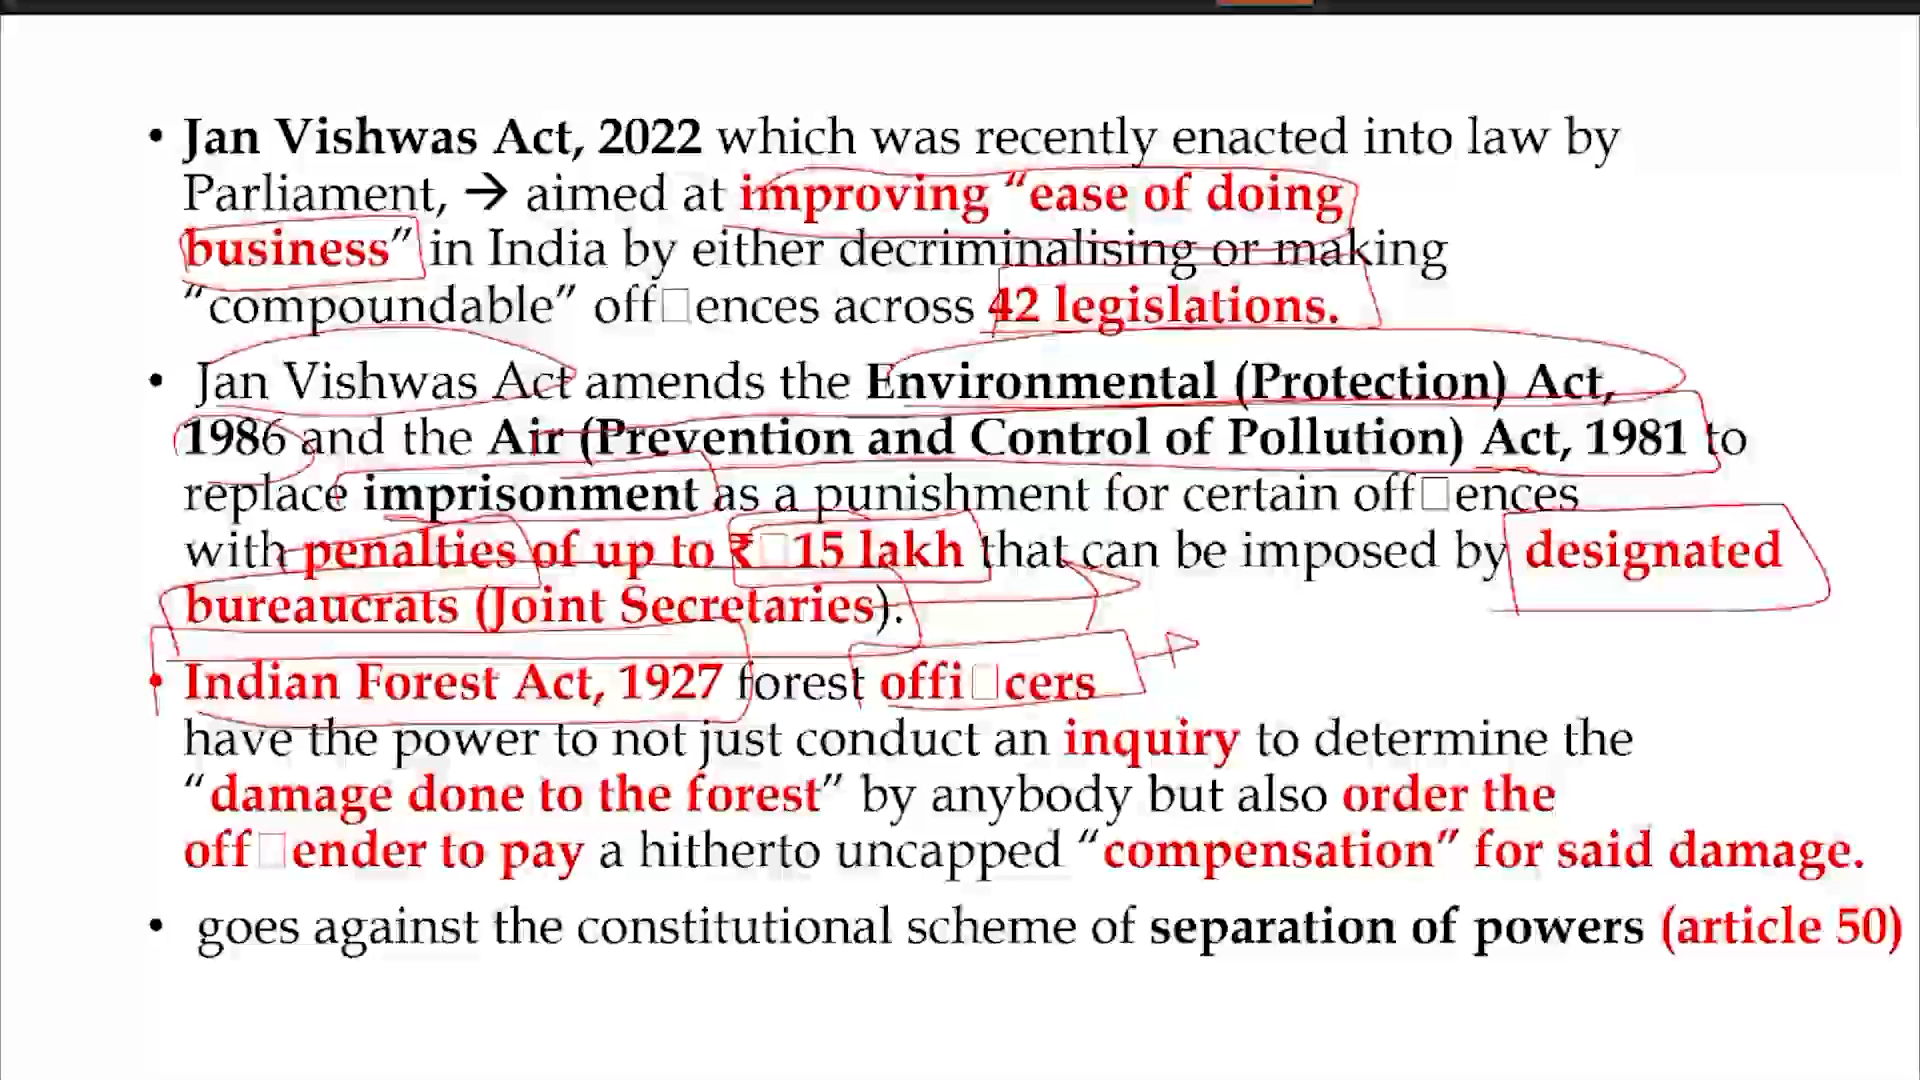 • Jan Vishwas Act, 2022 which was recently enacted into law by
Parliament, → aimed at improving “ease of doing
business” in India by either decriminalising or making
“compoundable” off□ences across 42 legislations.
• Jan Vishwas Act amends the Environmental (Protection) Act,
1986 and the Air (Prevention and Control of Pollution) Act, 1981 to
replace imprisonment as a punishment for certain off□ences
with penalties of up to ₹□15 lakh that can be imposed by designated
bureaucrats (Joint Secretaries).
• Indian Forest Act, 1927 forest offi□cers
have the power to not just conduct an inquiry to determine the
“damage done to the forest” by anybody but also order the
off□ender to pay a hitherto uncapped “compensation” for said damage.
• goes against the constitutional scheme of separation of powers (article 50)